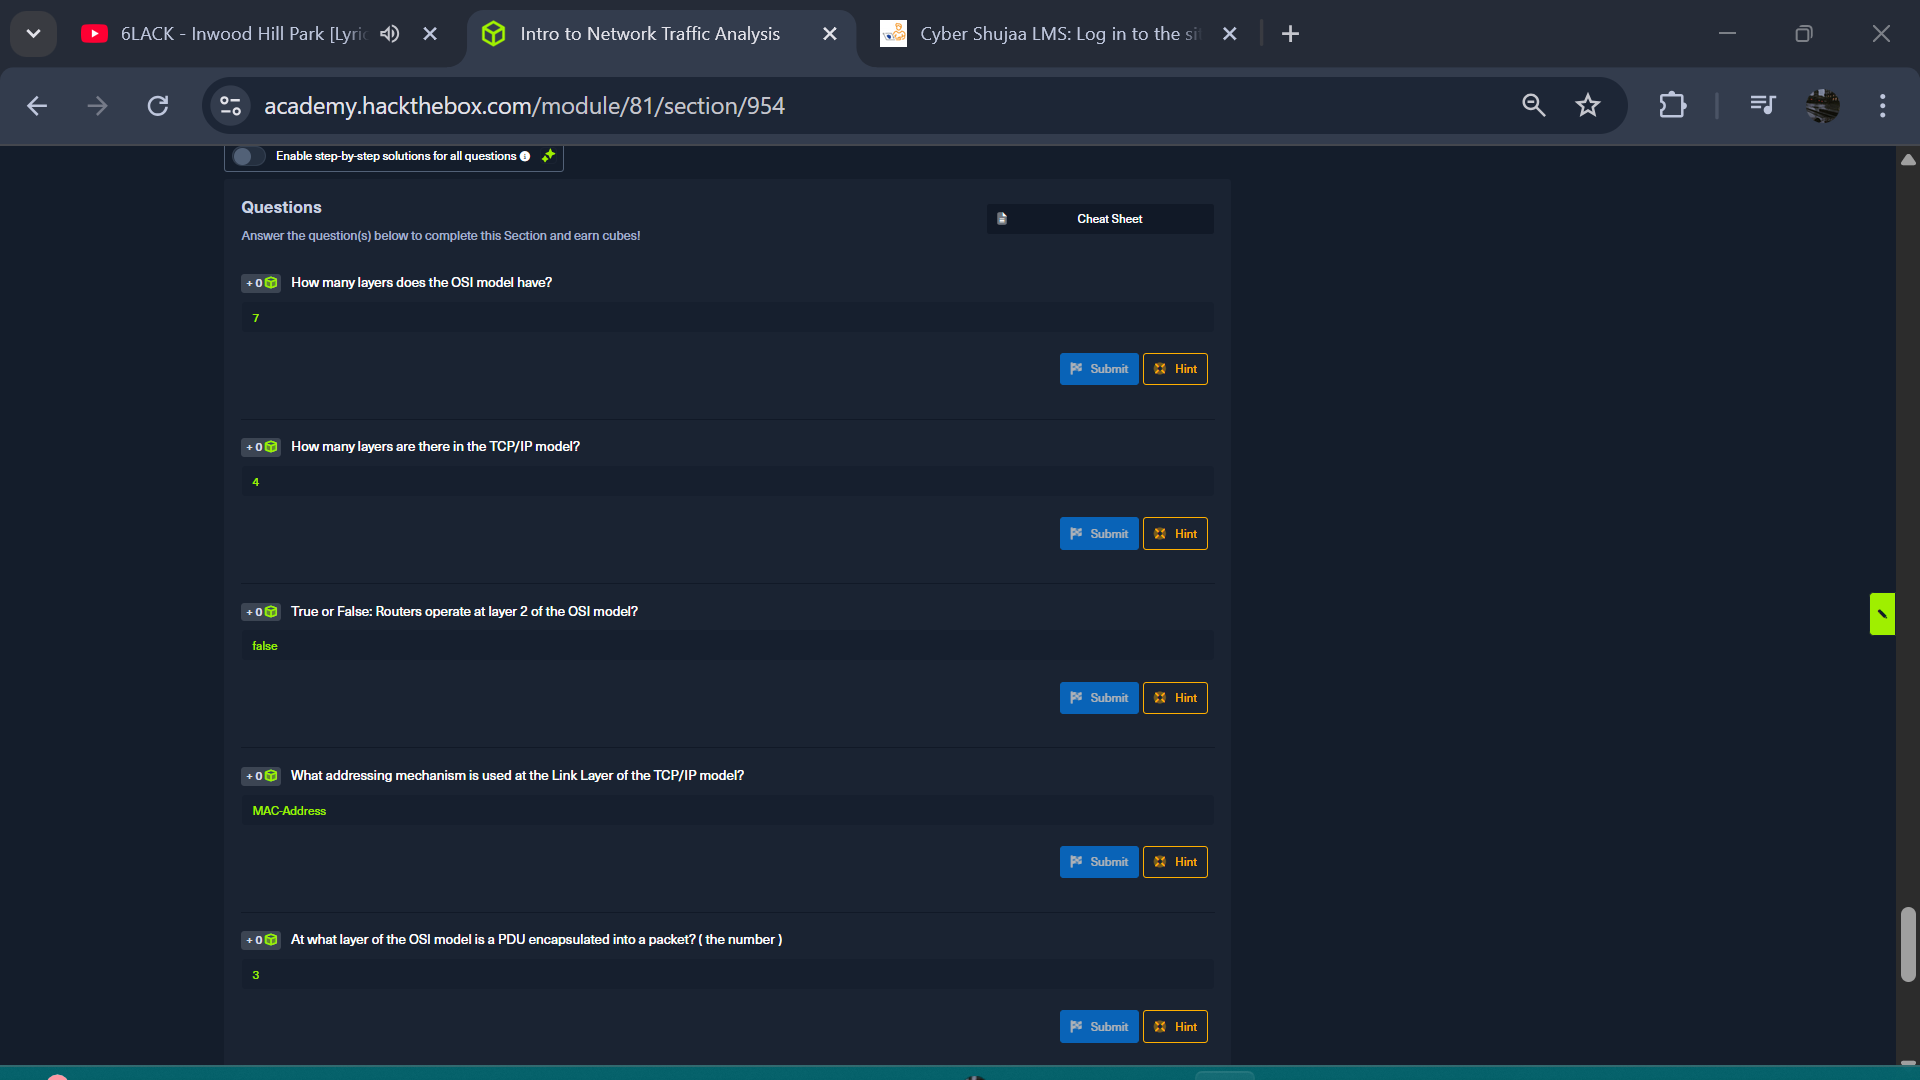 6LACK - Inwood Hill Park [Lyric
Intro to Network Traffic Analysis
Cyber Shujaa LMS: Log in to the sit
academy.hackthebox.com/module/81/section/954
Enable step-by-step solutions for all questions
Questions
Cheat Sheet
Answer the question(s) below to complete this Section and earn cubes!
+ 0 How many layers does the OSI model have?
7
Submit Hint
+ 0 How many layers are there in the TCP/IP model?
4
Submit Hint
+ 0 True or False: Routers operate at layer 2 of the OSI model?
false
Submit Hint
+ 0 What addressing mechanism is used at the Link Layer of the TCP/IP model?
MAC-Address
Submit Hint
+ 0 At what layer of the OSI model is a PDU encapsulated into a packet? ( the number )
3
Submit Hint